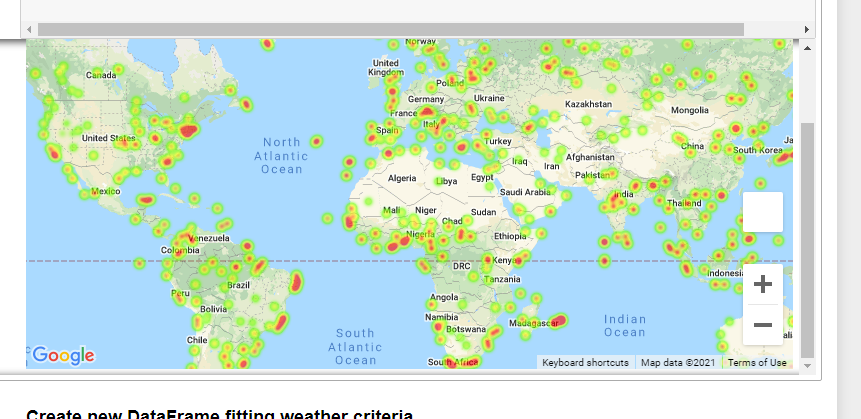 Norway
Canada
United
Kingdom
Poland
Germany
Ukraine
Kazakhstan
France
Mongolia
Italy
Spain
United States
North
Atlantic
Ocean
Turkey
China
South Korea
Ja
Iraq
Iran
Afghanistan
Pakistan
Algeria
Libya
Egypt
Saudi Arabia
India
Mexico
Mali
Niger
Chad
Sudan
Thailand
Nigeria
Ethiopia
Venezuela
Colombia
DRC
Kenya
Indonesia
Tanzania
Brazil
Peru
Angola
Bolivia
Namibia
Botswana
Madagascar
Indian
Ocean
Chile
South
Atlantic
Ocean
South Africa
ali
Google
Keyboard shortcuts
Map data ©2021
Terms of Use
Create new DataFrame fitting weather criteria